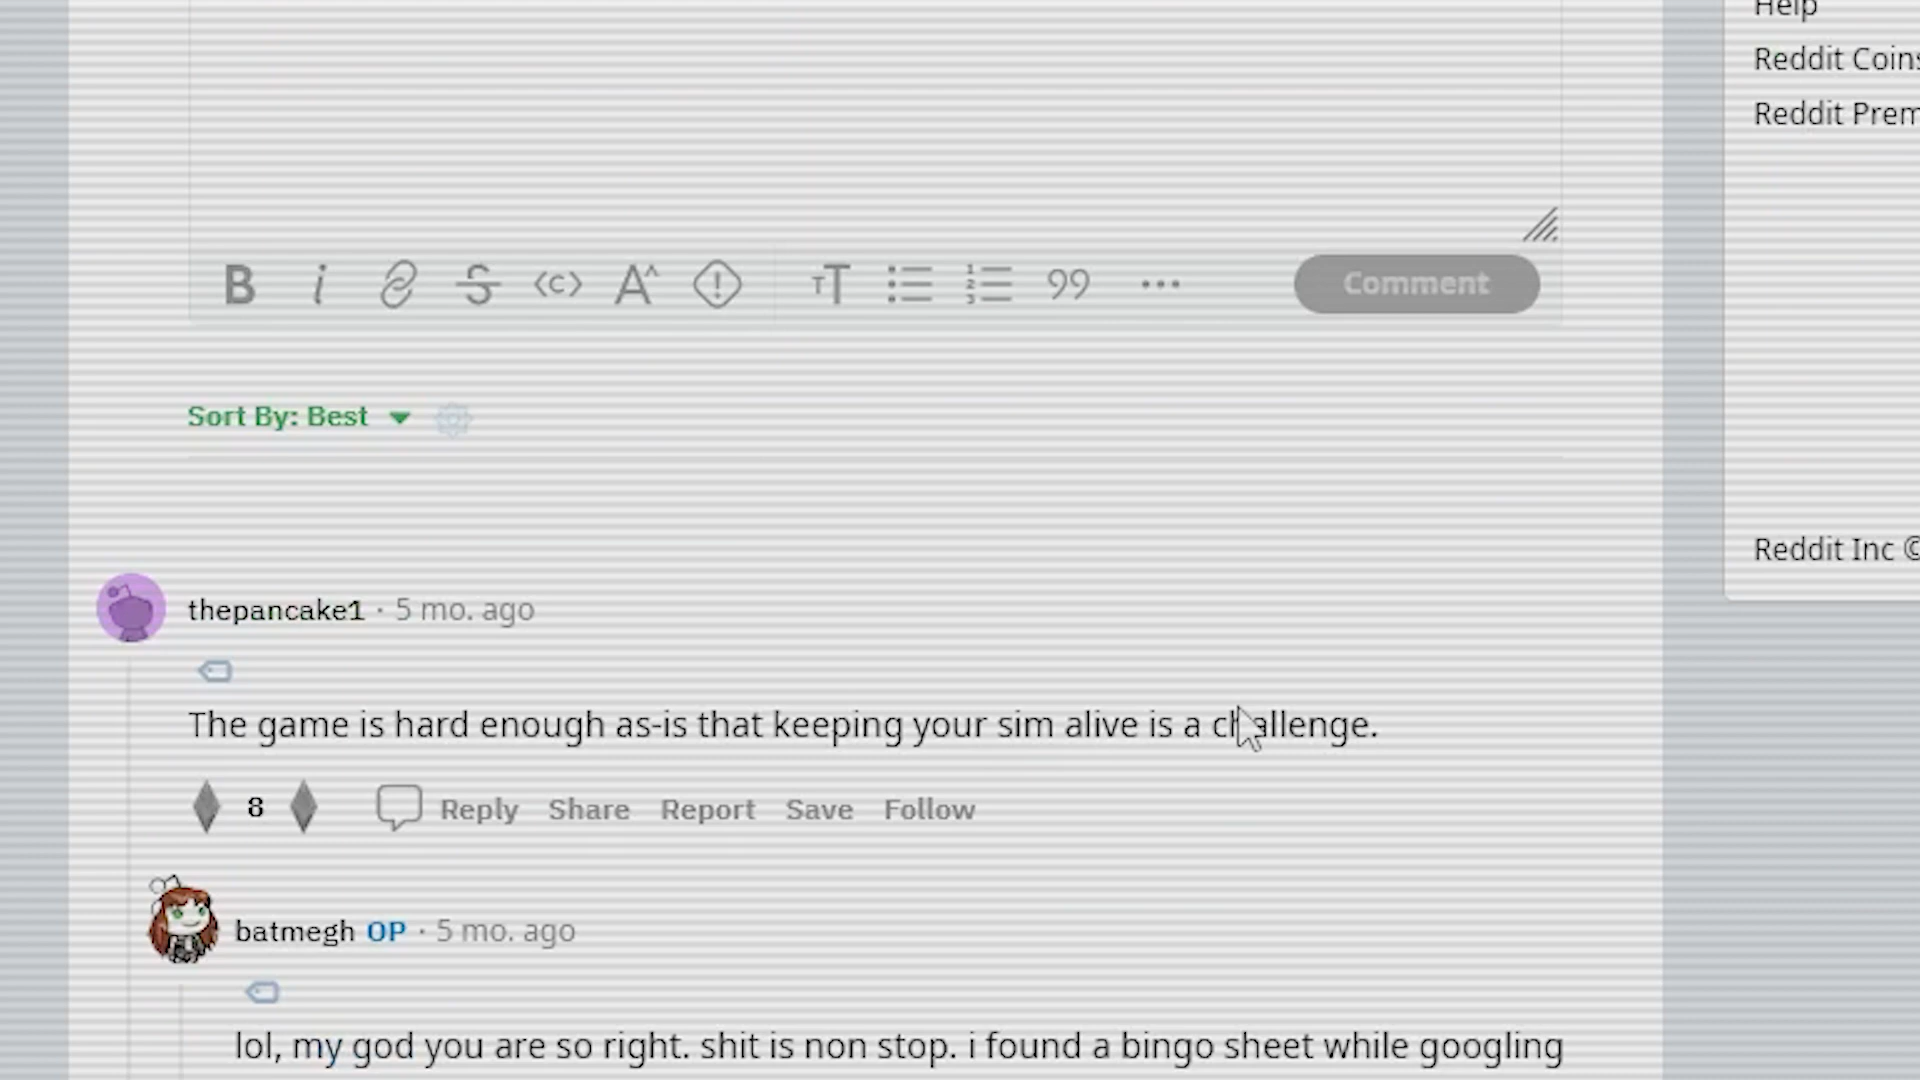 Help
Reddit Coins
Reddit Prem
B i S <c> A^ ! TT 99 ... Comment
Sort By: Best
Reddit Inc ©
thepancake1 · 5 mo. ago
The game is hard enough as-is that keeping your sim alive is a challenge.
8 Reply Share Report Save Follow
batmegh OP · 5 mo. ago
lol, my god you are so right. shit is non stop. i found a bingo sheet while googling